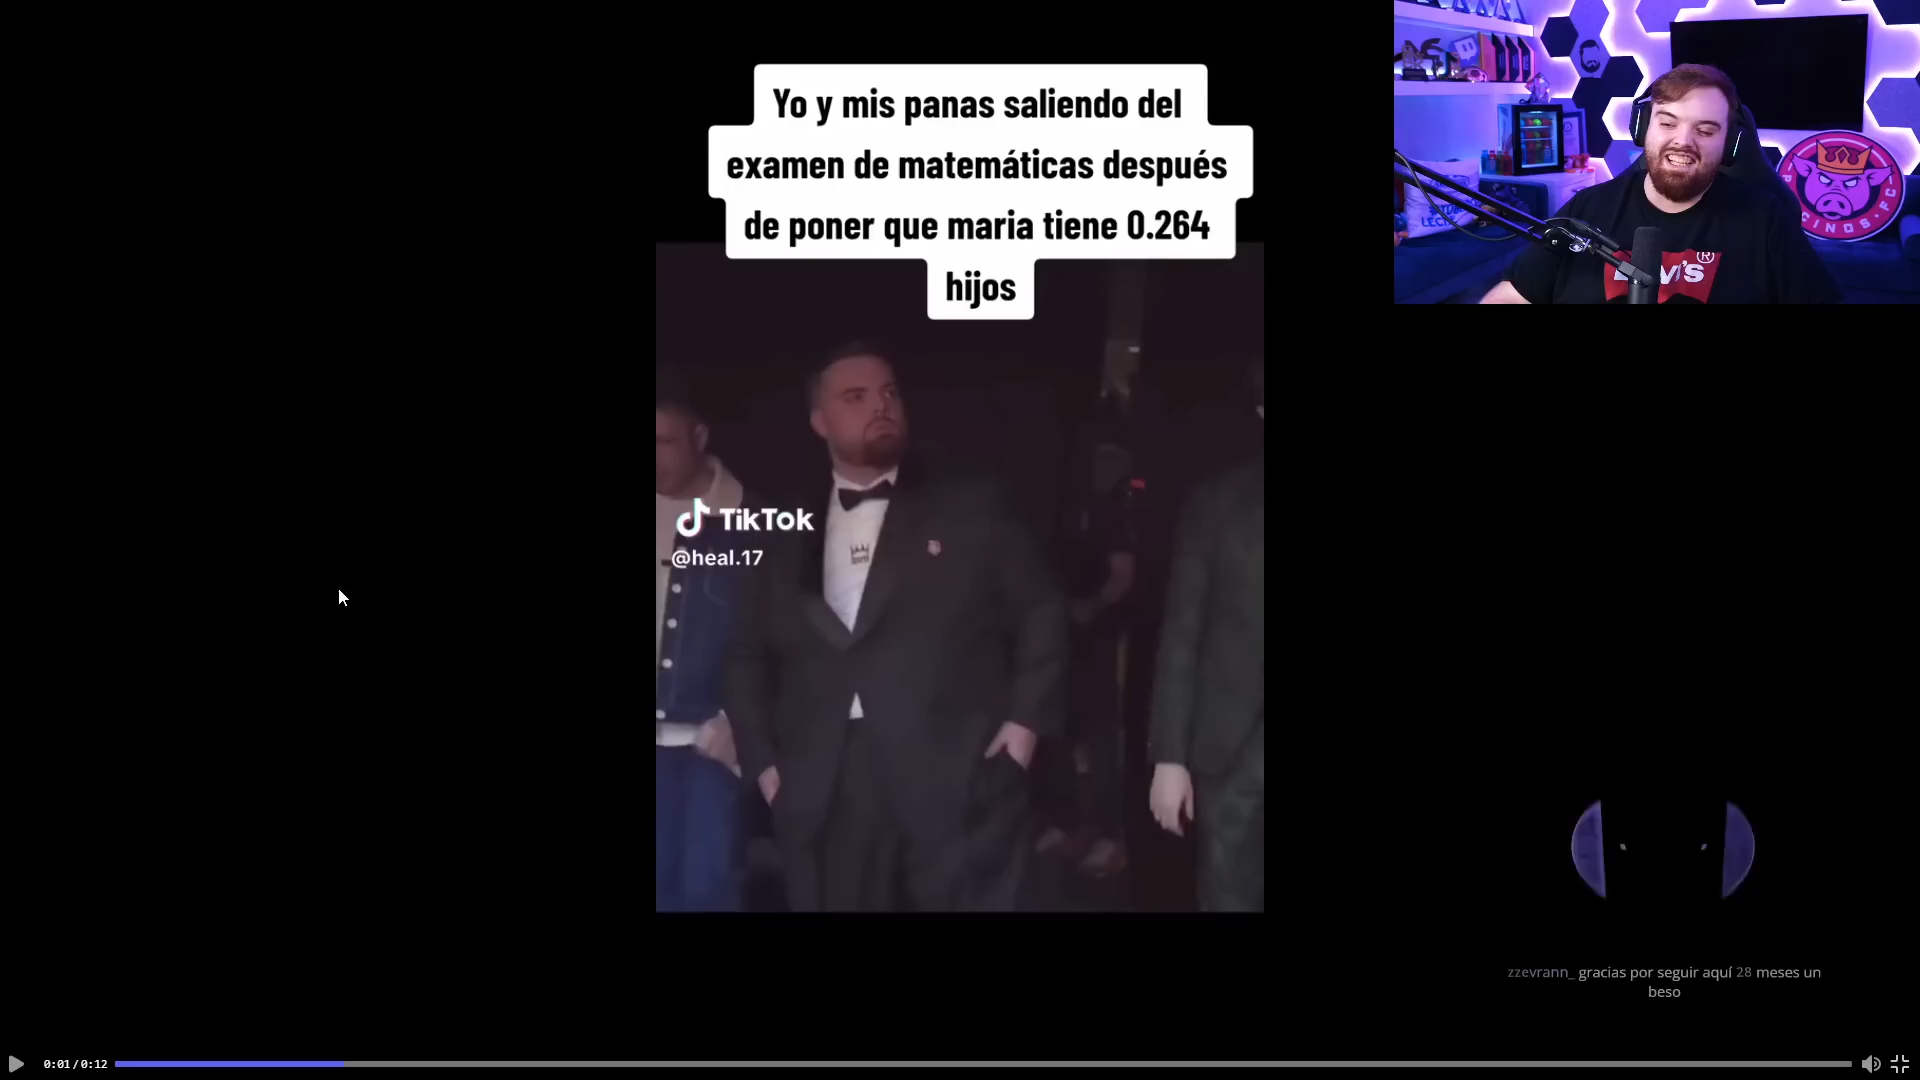 Yo y mis panas saliendo del
examen de matemáticas después
de poner que maria tiene 0.264
hijos
TikTok
@heal.17
zzevrann_ gracias por seguir aquí 28 meses un
beso
0:01/0:12